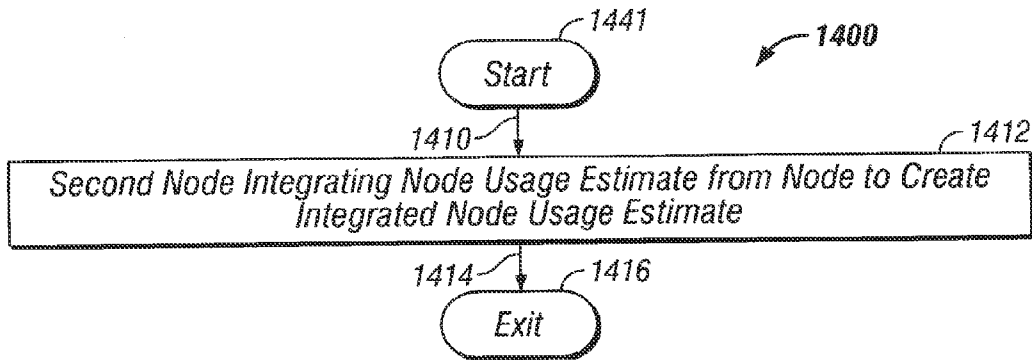 1441
1400
Start
1410
1412
Second Node Integrating Node Usage Estimate from Node to Create
Integrated Node Usage Estimate
1414
1416
Exit